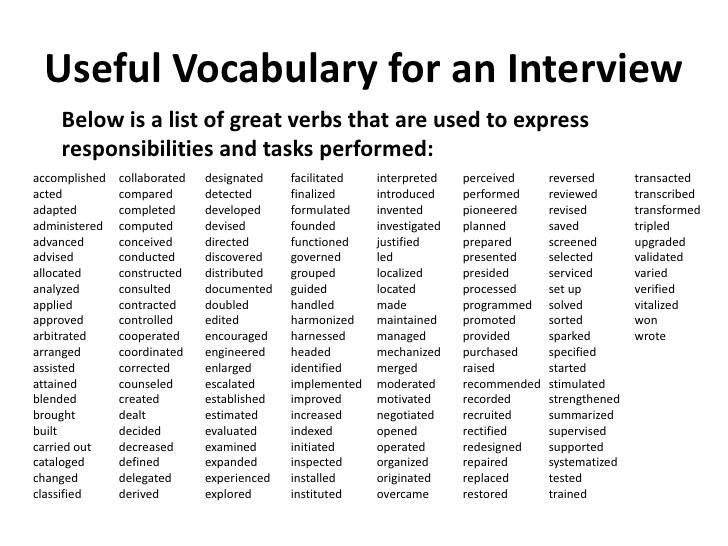 Useful Vocabulary for an Interview
Below is a list of great verbs that are used to express
responsibilities and tasks performed:
accomplished collaborated designated facilitated interpreted perceived reversed transacted
acted compared detected finalized introduced performed reviewed transcribed
adapted completed developed formulated invented pioneered revised transformed
administered computed devised founded investigated planned saved tripled
advanced conceived directed functioned justified prepared screened upgraded
advised conducted discovered governed led presented selected validated
allocated constructed distributed grouped localized presided serviced varied
analyzed consulted documented guided located processed set up verified
applied contracted doubled handled made programmed solved vitalized
approved controlled edited harmonized maintained promoted sorted won
arbitrated cooperated encouraged harnessed managed provided sparked wrote
arranged coordinated engineered headed mechanized purchased specified
assisted corrected enlarged identified merged raised started
attained counseled escalated implemented moderated recommended stimulated
blended created established improved motivated recorded strengthened
brought dealt estimated increased negotiated recruited summarized
built decided evaluated indexed opened rectified supervised
carried out decreased examined initiated operated redesigned supported
cataloged defined expanded inspected organized repaired systematized
changed delegated experienced installed originated replaced tested
classified derived explored instituted overcame restored trained